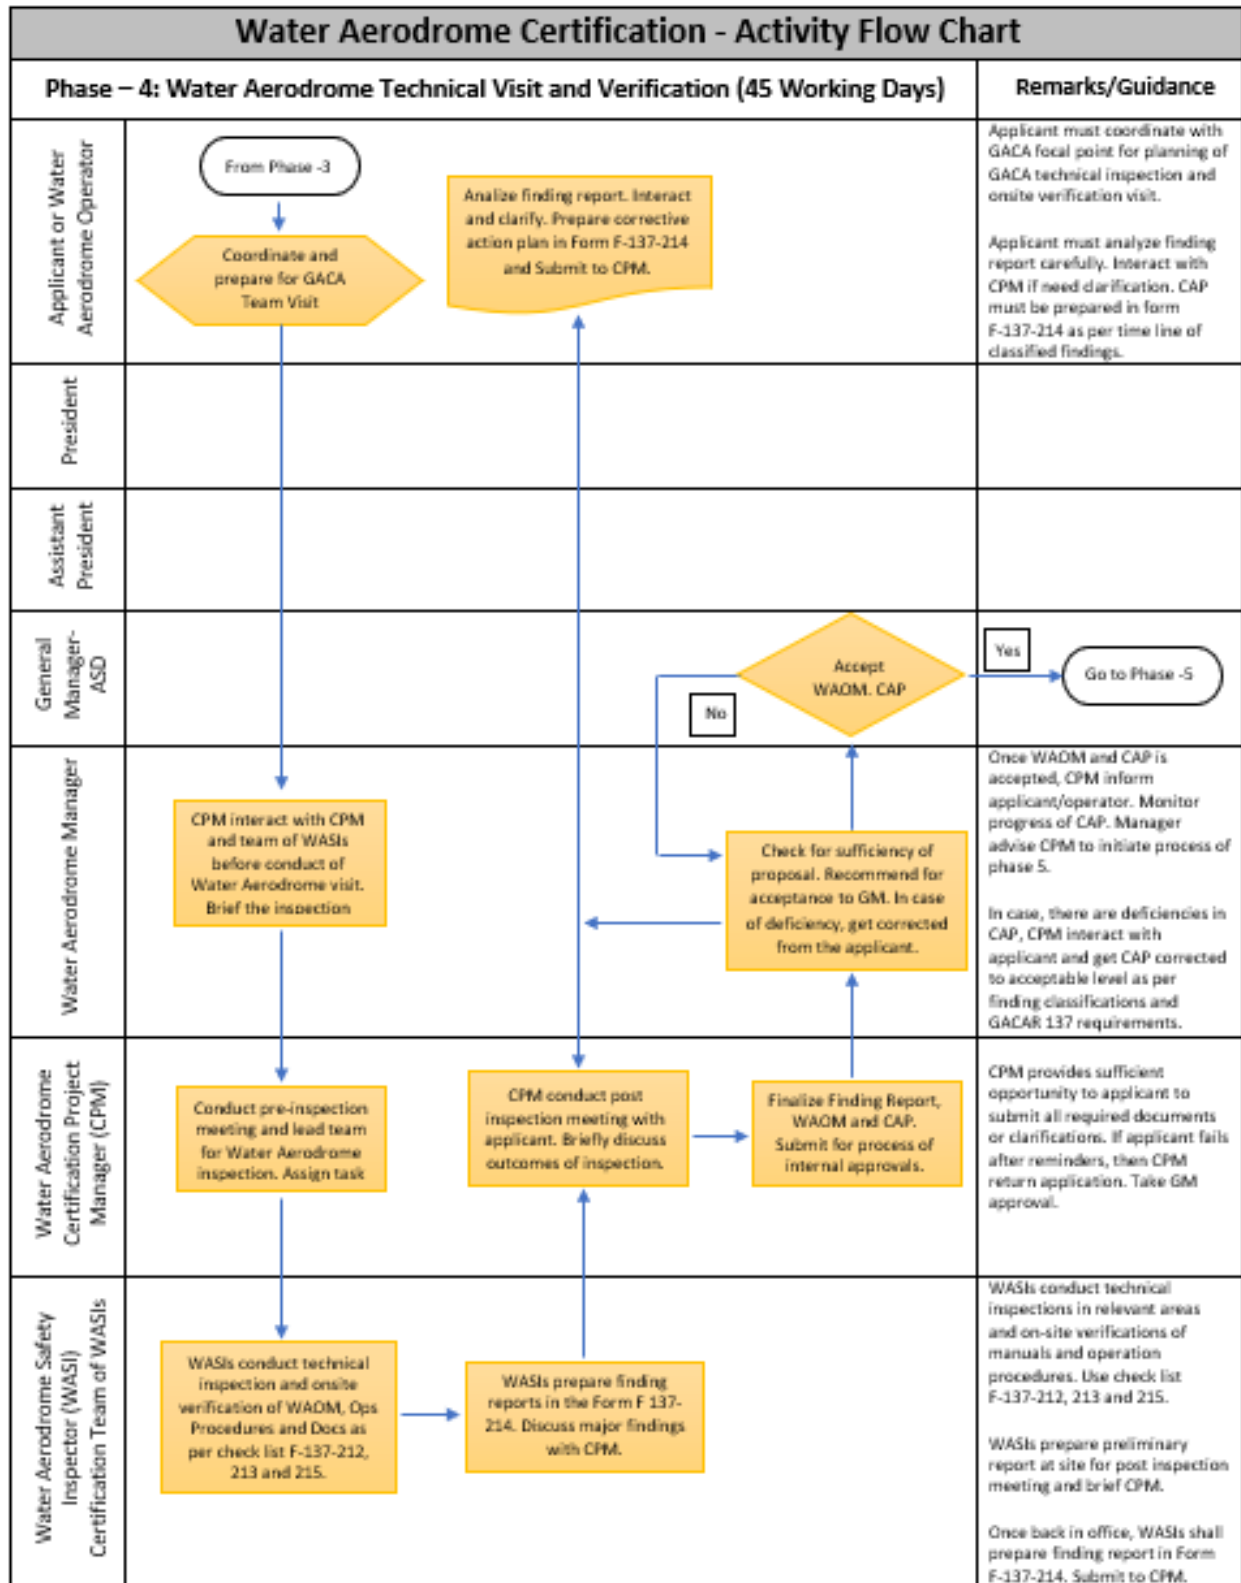 Water Aerodrome Certification - Activity Flow Chart
Phase – 4: Water Aerodrome Technical Visit and Verification (45 Working Days)
Remarks/Guidance
Applicant or Water
Aerodrome Operator
From Phase -3
Coordinate and
prepare for GACA
Team Visit
Analize finding report. Interact
and clarify. Prepare corrective
action plan in Form F-137-214
and Submit to CPM.
Applicant must coordinate with
GACA focal point for planning of
GACA technical inspection and
onsite verification visit.
Applicant must analyze finding
report carefully. Interact with
CPM if need clarification. CAP
must be prepared in form
F-137-214 as per time line of
classified findings.
President
Assistant
President
General
Manager-
ASD
Accept
WAOM. CAP
Yes
No
Go to Phase -5
Water Aerodrome Manager
CPM interact with CPM
and team of WASIs
before conduct of
Water Aerodrome visit.
Brief the inspection
Check for sufficiency of
proposal. Recommend for
acceptance to GM. In case
of deficiency, get corrected
from the applicant.
Once WAOM and CAP is
accepted, CPM inform
applicant/operator. Monitor
progress of CAP. Manager
advise CPM to initiate process of
phase 5.
In case, there are deficiencies in
CAP, CPM interact with
applicant and get CAP corrected
to acceptable level as per
finding classifications and
GACAR 137 requirements.
Water Aerodrome
Certification Project
Manager (CPM)
Conduct pre-inspection
meeting and lead team
for Water Aerodrome
inspection. Assign task
CPM conduct post
inspection meeting with
applicant. Briefly discuss
outcomes of inspection.
Finalize Finding Report,
WAOM and CAP.
Submit for process of
internal approvals.
CPM provides sufficient
opportunity to applicant to
submit all required documents
or clarifications. If applicant fails
after reminders, then CPM
return application. Take GM
approval.
Water Aerodrome Safety
Inspector (WASI)
Certification Team of WASIs
WASIs conduct technical
inspection and onsite
verification of WAOM, Ops
Procedures and Docs as
per check list F-137-212,
213 and 215.
WASIs prepare finding
reports in the Form F 137-
214. Discuss major findings
with CPM.
WASIs conduct technical
inspections in relevant areas
and on-site verifications of
manuals and operation
procedures. Use check list
F-137-212, 213 and 215.
WASIs prepare preliminary
report at site for post inspection
meeting and brief CPM.
Once back in office, WASIs shall
prepare finding report in Form
F-137-214. Submit to CPM.